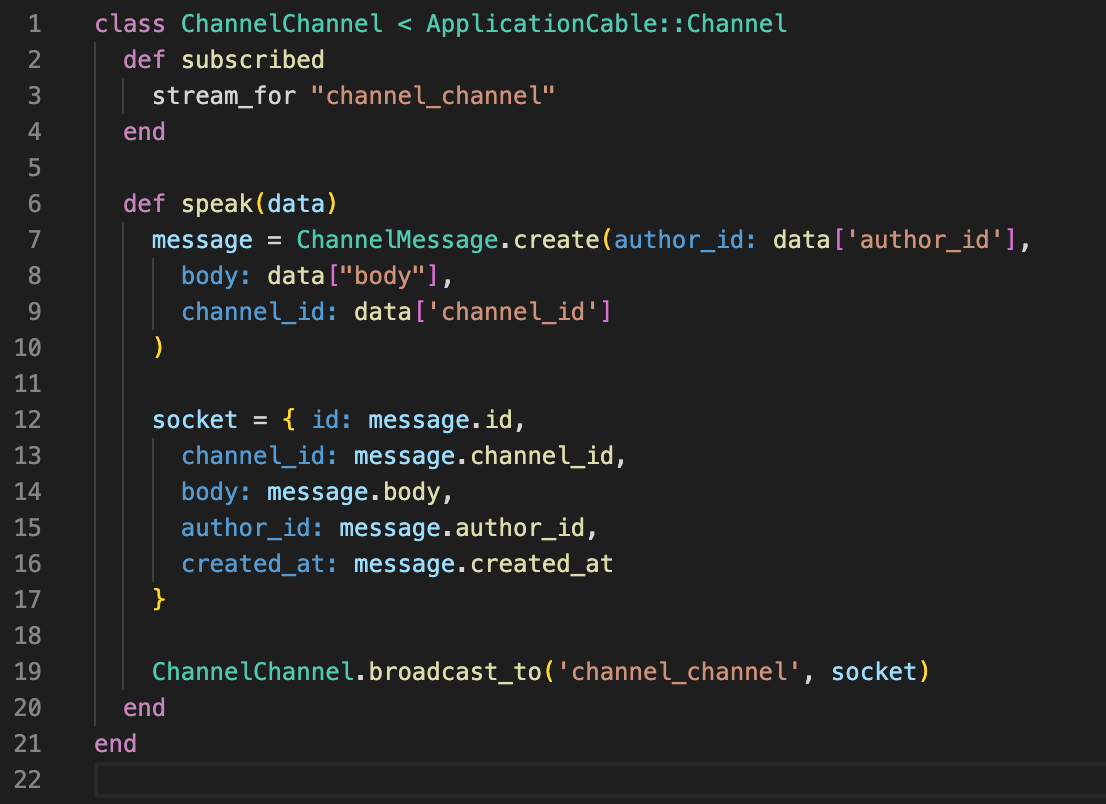 1 class ChannelChannel < ApplicationCable::Channel
2   def subscribed
3     stream_for "channel_channel"
4   end
5
6   def speak(data)
7     message = ChannelMessage.create(author_id: data['author_id'],
8       body: data["body"],
9       channel_id: data['channel_id']
10     )
11
12     socket = { id: message.id,
13       channel_id: message.channel_id,
14       body: message.body,
15       author_id: message.author_id,
16       created_at: message.created_at
17     }
18
19     ChannelChannel.broadcast_to('channel_channel', socket)
20   end
21 end
22